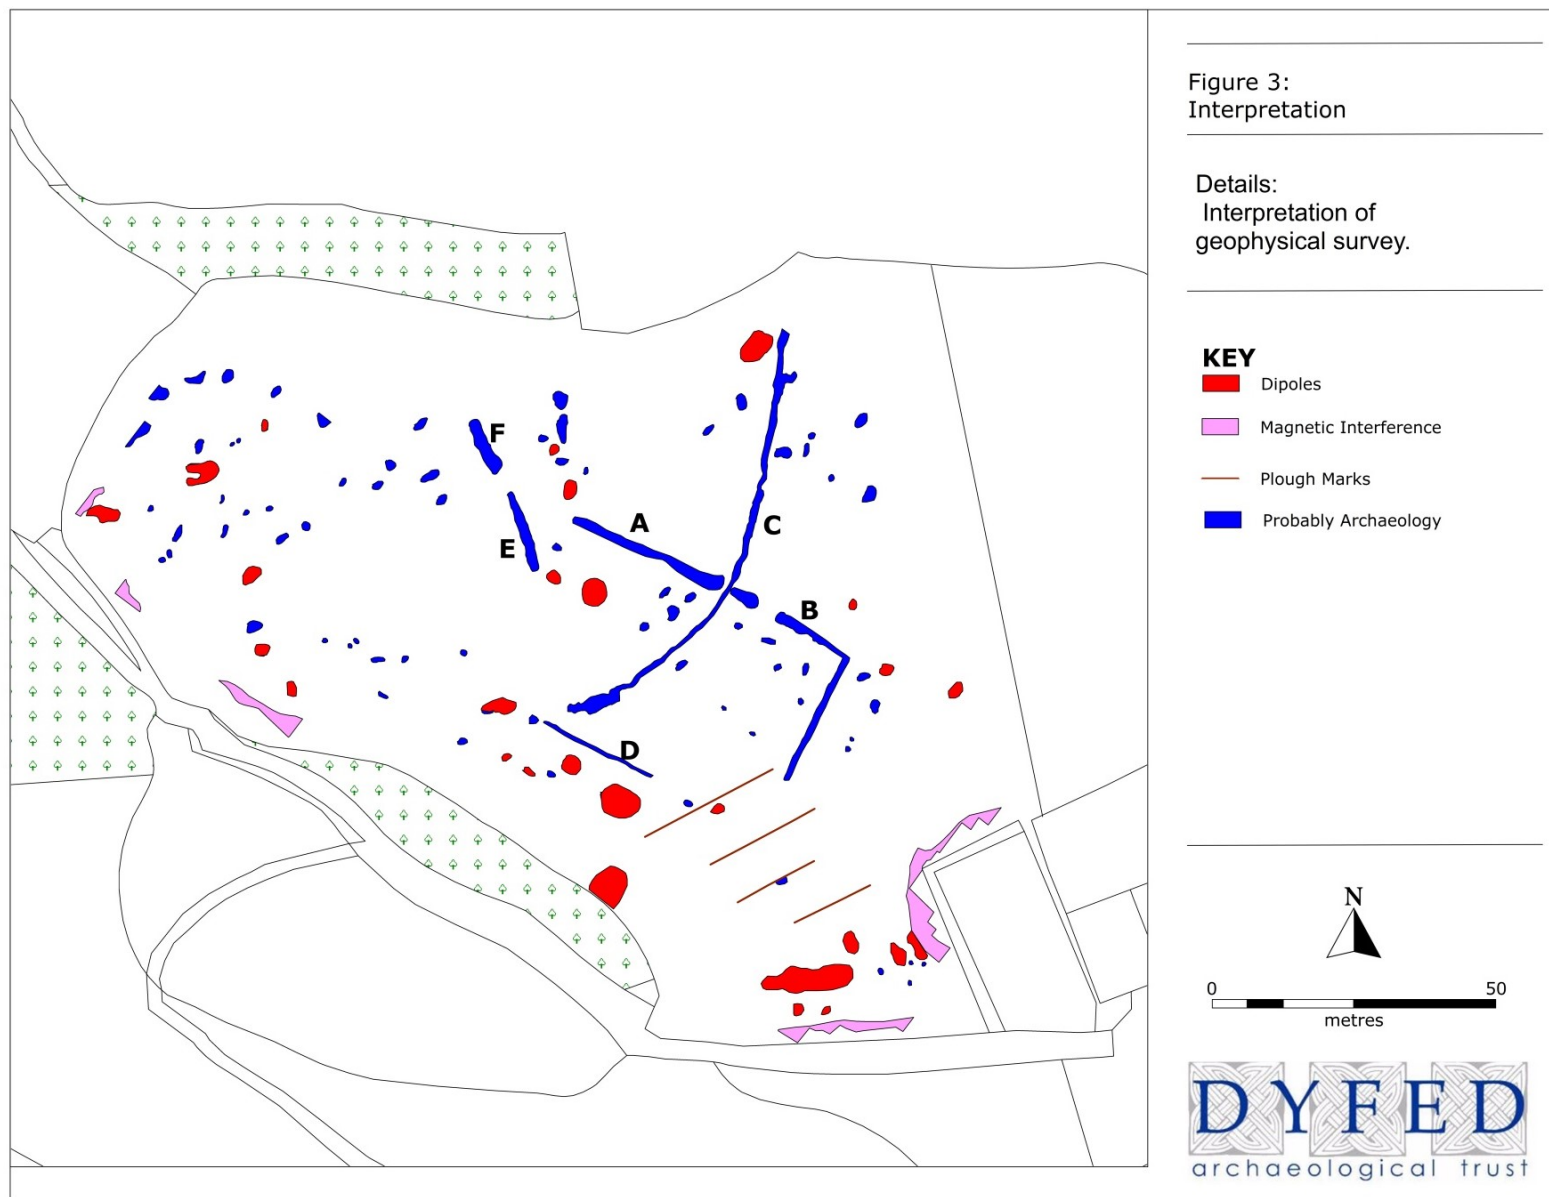 Figure 3:
Interpretation
Details:
Interpretation of
geophysical survey.
KEY
Dipoles
Magnetic Interference
Plough Marks
Probably Archaeology
F
A
C
E
B
D
N
0 50
metres
DYFED
archaeological trust